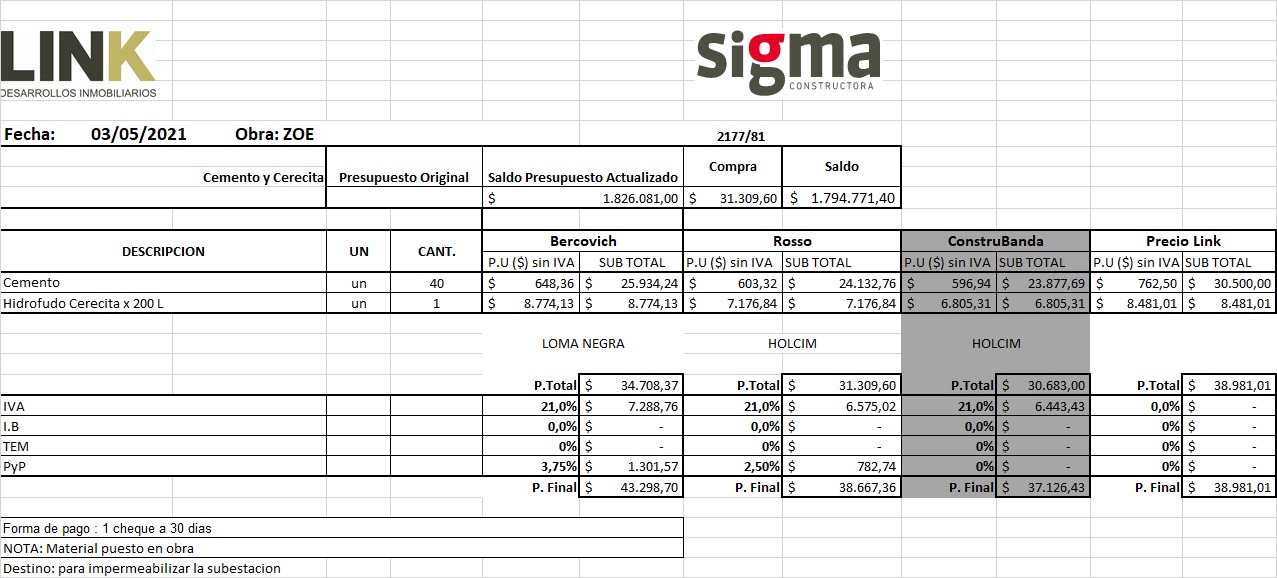 LINK
DESARROLLOS INMOBILIARIOS
sigma
CONSTRUCTORA
Fecha: 03/05/2021 Obra: ZOE 2177/81
Cemento y Cerecita Presupuesto Original Saldo Presupuesto Actualizado Compra Saldo
$ 1.826.081,00 $ 31.309,60 $ 1.794.771,40
DESCRIPCION UN CANT. Bercovich Rosso ConstruBanda Precio Link
P.U ($) sin IVA SUB TOTAL P.U ($) sin IVA SUB TOTAL P.U ($) sin IVA SUB TOTAL P.U ($) sin IVA SUB TOTAL
Cemento un 40 $ 648,36 $ 25.934,24 $ 603,32 $ 24.132,76 $ 596,94 $ 23.877,69 $ 762,50 $ 30.500,00
Hidrofudo Cerecita x 200 L un 1 $ 8.774,13 $ 8.774,13 $ 7.176,84 $ 7.176,84 $ 6.805,31 $ 6.805,31 $ 8.481,01 $ 8.481,01
LOMA NEGRA HOLCIM HOLCIM
P.Total $ 34.708,37 P.Total $ 31.309,60 P.Total $ 30.683,00 P.Total $ 38.981,01
IVA 21,0% $ 7.288,76 21,0% $ 6.575,02 21,0% $ 6.443,43 0,0% $ -
I.B 0,0% $ - 0,0% $ - 0,0% $ - 0% $ -
TEM 0% $ - 0% $ - 0% $ - 0% $ -
PyP 3,75% $ 1.301,57 2,50% $ 782,74 0% $ - 0% $ -
P. Final $ 43.298,70 P. Final $ 38.667,36 P. Final $ 37.126,43 P. Final $ 38.981,01
Forma de pago : 1 cheque a 30 dias
NOTA: Material puesto en obra
Destino: para impermeabilizar la subestacion